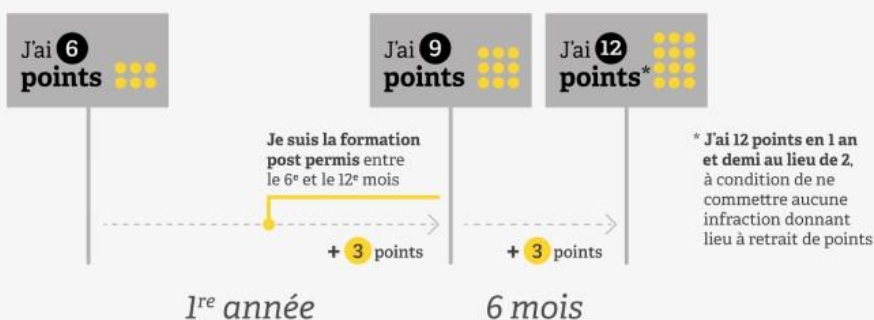 J'ai 6
points
J'ai 9
points
J'ai 12
points*
Je suis la formation
post permis entre
le 6e et le 12e mois
* J'ai 12 points en 1 an
et demi au lieu de 2,
à condition de ne
commettre aucune
infraction donnant
lieu à retrait de points
+ 3 points
+ 3 points
1re année
6 mois